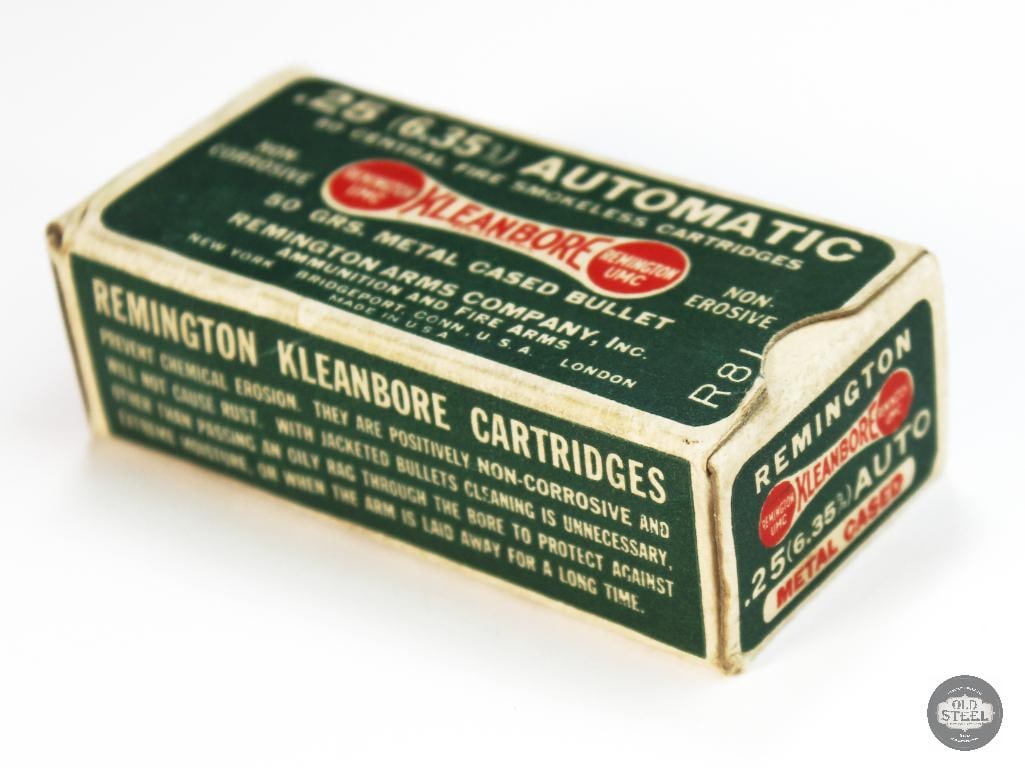 .25 (6.35 m/m) AUTOMATIC
50 CENTRAL FIRE SMOKELESS CARTRIDGES
NON-
CORROSIVE
REMINGTON
UMC
KLEANBORE
REMINGTON
UMC
NON-
EROSIVE
50 GRS. METAL CASED BULLET
REMINGTON ARMS COMPANY, INC.
AMMUNITION AND FIRE ARMS
NEW YORK BRIDGEPORT, CONN., U.S.A. LONDON
MADE IN U.S.A.
R81
REMINGTON KLEANBORE CARTRIDGES
PREVENT CHEMICAL EROSION. THEY ARE POSITIVELY NON-CORROSIVE AND
WILL NOT CAUSE RUST. WITH JACKETED BULLETS CLEANING IS UNNECESSARY,
OTHER THAN PASSING AN OILY RAG THROUGH THE BORE TO PROTECT AGAINST
EXTREME MOISTURE, OR WHEN THE ARM IS LAID AWAY FOR A LONG TIME.
REMINGTON
REMINGTON
UMC
KLEANBORE
.25 (6.35 m/m) AUTO
METAL CASED
OLD
STEEL